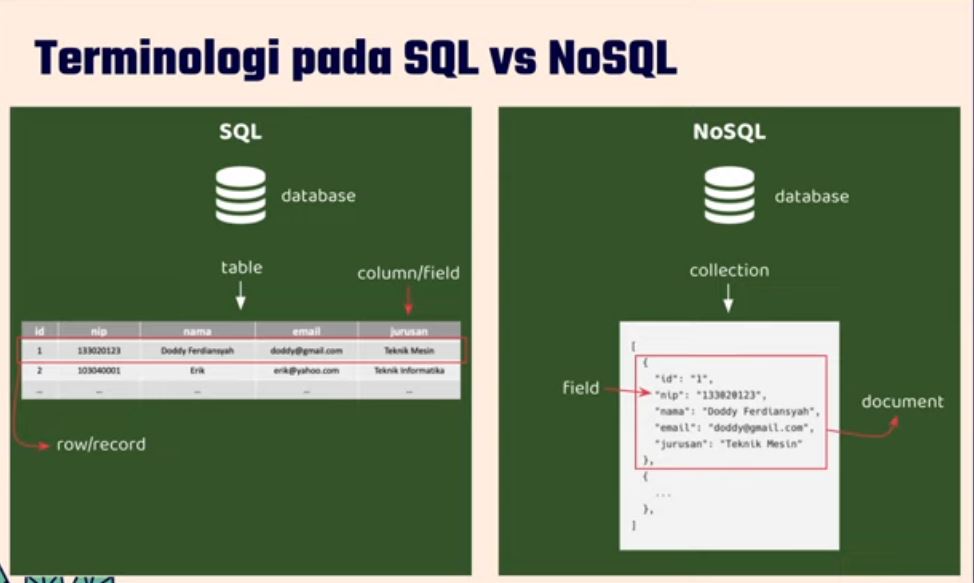 Terminologi pada SQL vs NoSQL
SQL
database
table
column/field
id nip nama email jurusan
1 133020123 Doddy Ferdiansyah doddy@gmail.com Teknik Mesin
2 103040001 Erik erik@yahoo.com Teknik Informatika
... ... ... ... ...
row/record
NoSQL
database
collection
[
{
"id": "1",
field
"nip": "133020123",
"nama": "Doddy Ferdiansyah",
"email": "doddy@gmail.com",
"jurusan": "Teknik Mesin"
},
document
{
...
},
]